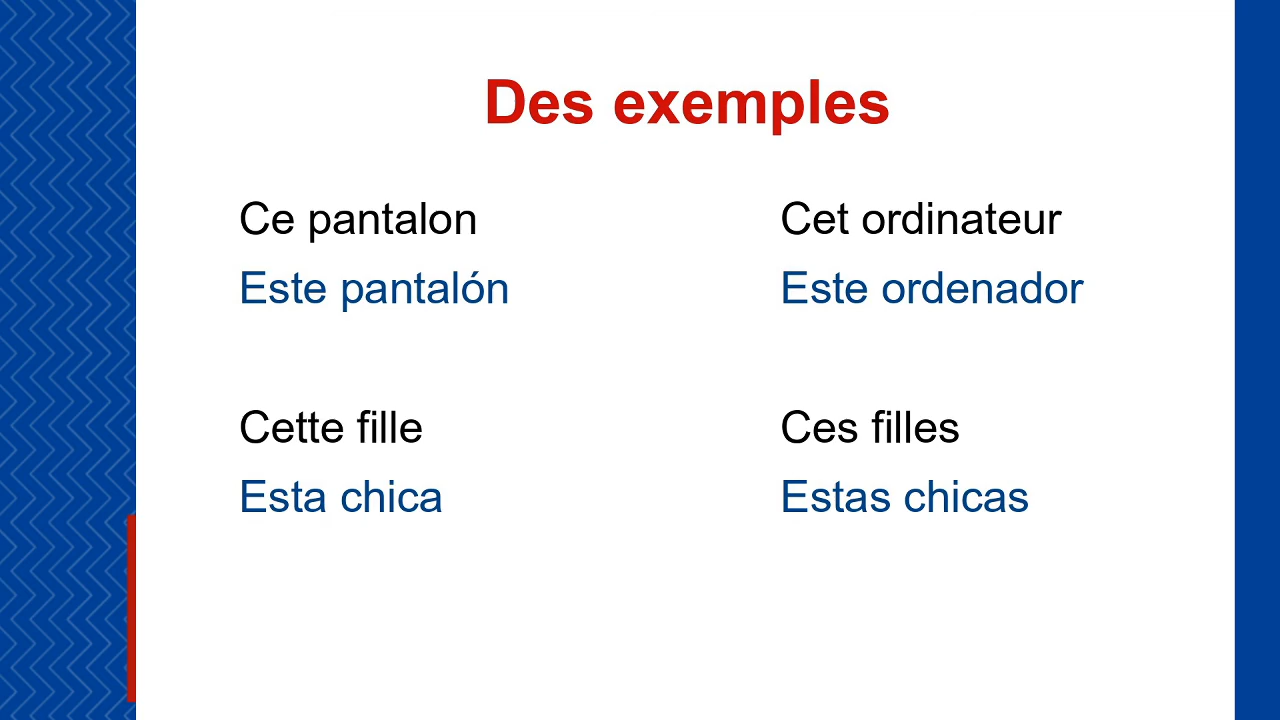 Des exemples
Ce pantalon
Este pantalón
Cet ordinateur
Este ordenador
Cette fille
Esta chica
Ces filles
Estas chicas